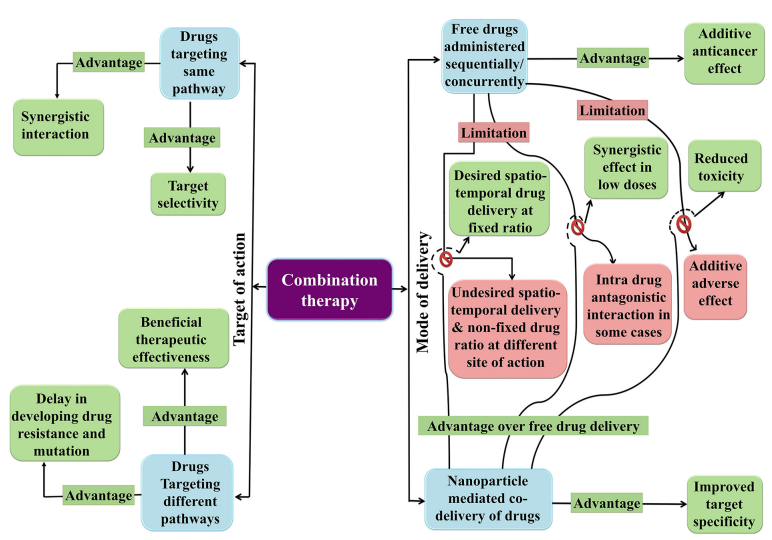 Drugs
targeting
same
pathway
Advantage
Synergistic
interaction
Advantage
Target
selectivity
Target of action
Combination
therapy
Beneficial
therapeutic
effectiveness
Advantage
Delay in
developing drug
resistance and
mutation
Advantage
Drugs
Targeting
different
pathways
Mode of delivery
Free drugs
administered
sequentially/
concurrently
Advantage
Additive
anticancer
effect
Limitation
Limitation
Desired spatio-
temporal drug
delivery at
fixed ratio
Synergistic
effect in
low doses
Reduced
toxicity
Undesired spatio-
temporal delivery
& non-fixed drug
ratio at different
site of action
Intra drug
antagonistic
interaction in
some cases
Additive
adverse
effect
Advantage over free drug delivery
Nanoparticle
mediated co-
delivery of drugs
Advantage
Improved
target
specificity